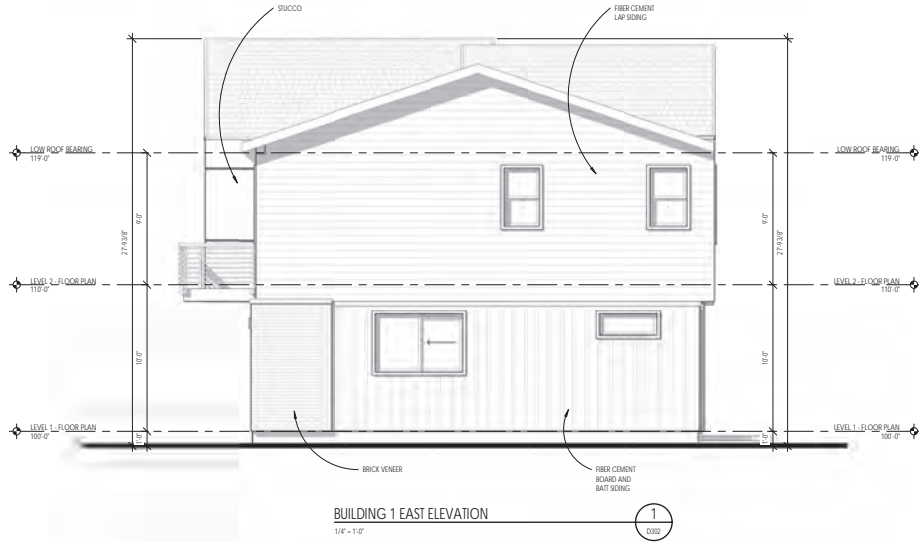 STUCCO
FIBER CEMENT
LAP SIDING
LOW ROOF BEARING
119'-0"
LOW ROOF BEARING
119'-0"
9'-0"
9'-0"
27'-9 3/8"
27'-9 3/8"
LEVEL 2 - FLOOR PLAN
110'-0"
LEVEL 2 - FLOOR PLAN
110'-0"
10'-0"
10'-0"
LEVEL 1 - FLOOR PLAN
100'-0"
LEVEL 1 - FLOOR PLAN
100'-0"
1'-0"
1'-0"
BRICK VENEER
FIBER CEMENT
BOARD AND
BATT SIDING
BUILDING 1 EAST ELEVATION
1/4" = 1'-0"
1
D302